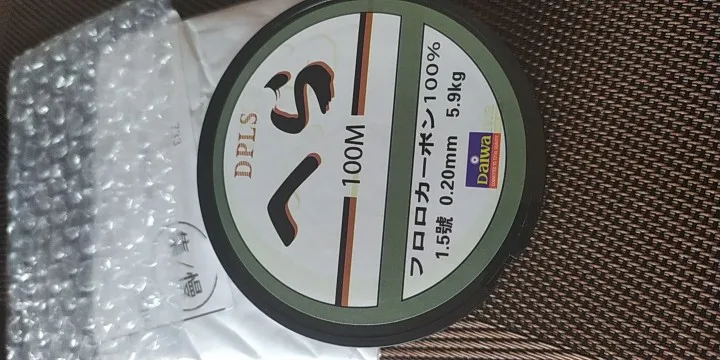 DPLS
へら
100M
フロロカーボン100%
1.5號 0.20mm 5.9kg
Daiwa